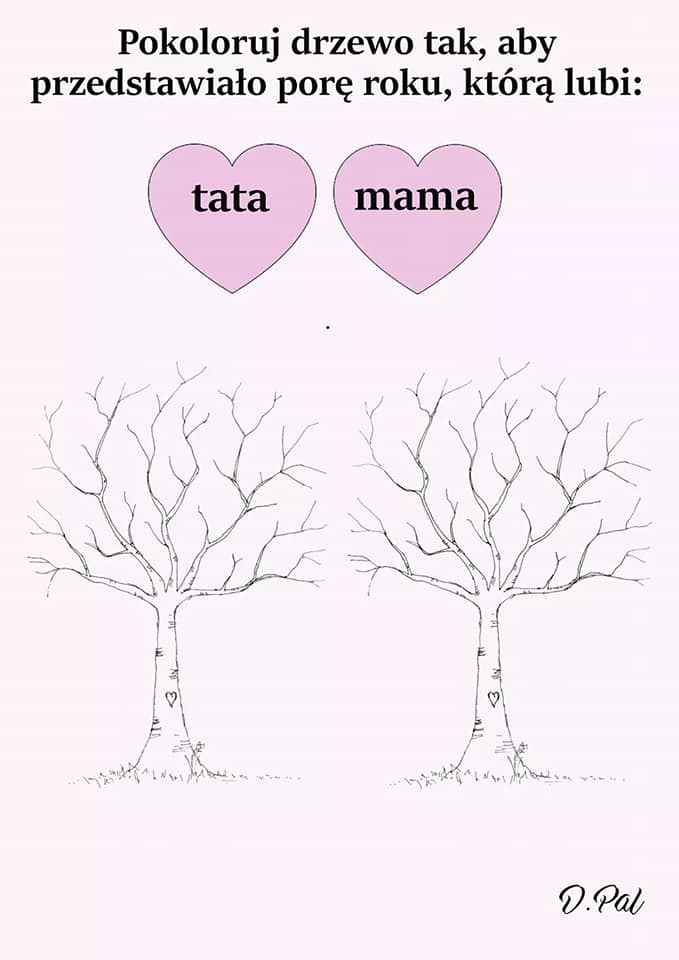 Pokoloruj drzewo tak, aby
przedstawiało porę roku, którą lubi:
tata mama
D.Pal